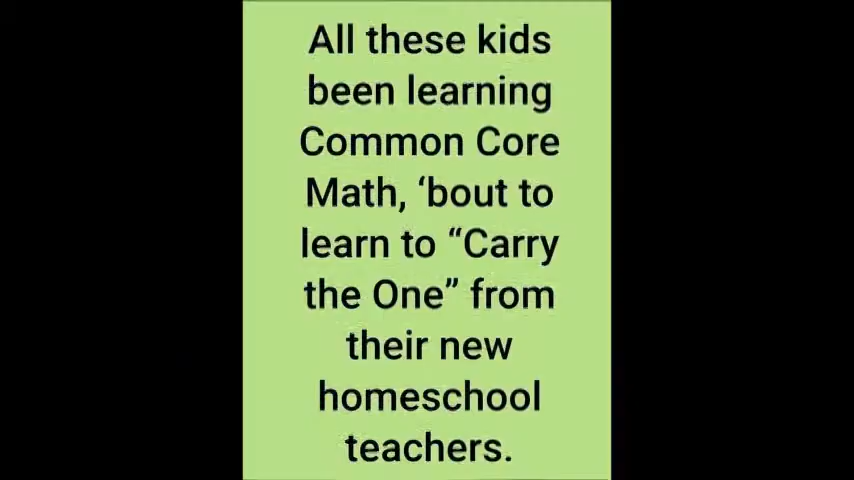 All these kids
been learning
Common Core
Math, ‘bout to
learn to “Carry
the One” from
their new
homeschool
teachers.